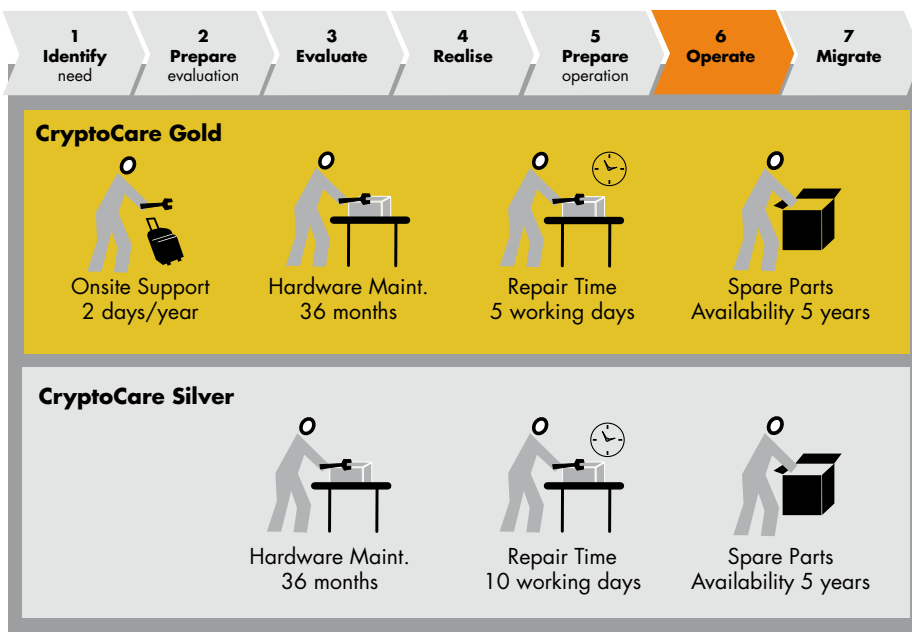 1
Identify
need
2
Prepare
evaluation
3
Evaluate
4
Realise
5
Prepare
operation
6
Operate
7
Migrate
CryptoCare Gold
Onsite Support
2 days/year
Hardware Maint.
36 months
Repair Time
5 working days
Spare Parts
Availability 5 years
CryptoCare Silver
Hardware Maint.
36 months
Repair Time
10 working days
Spare Parts
Availability 5 years